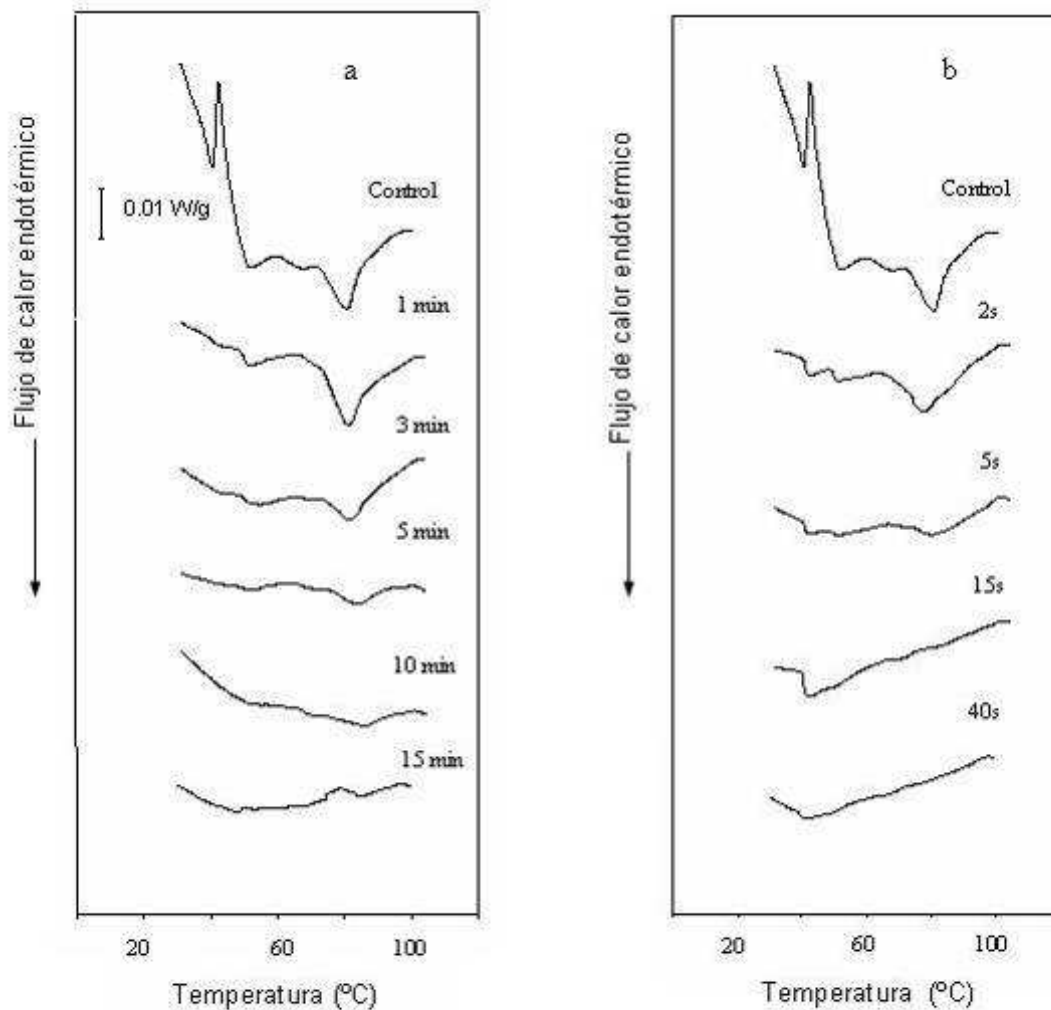 a
Flujo de calor endotérmico
0.01 W/g
Control
1 min
3 min
5 min
10 min
15 min
20 60 100
Temperatura (ºC)
b
Flujo de calor endotérmico
Control
2s
5s
15s
40s
20 60 100
Temperatura (ºC)